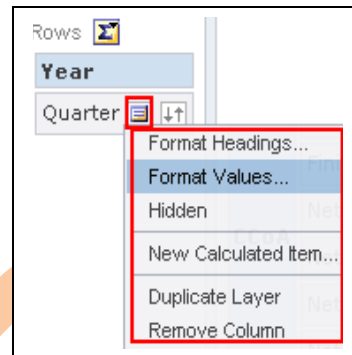 Rows
Year
Quarter
Format Headings...
Format Values...
Hidden
New Calculated Item...
Duplicate Layer
Remove Column